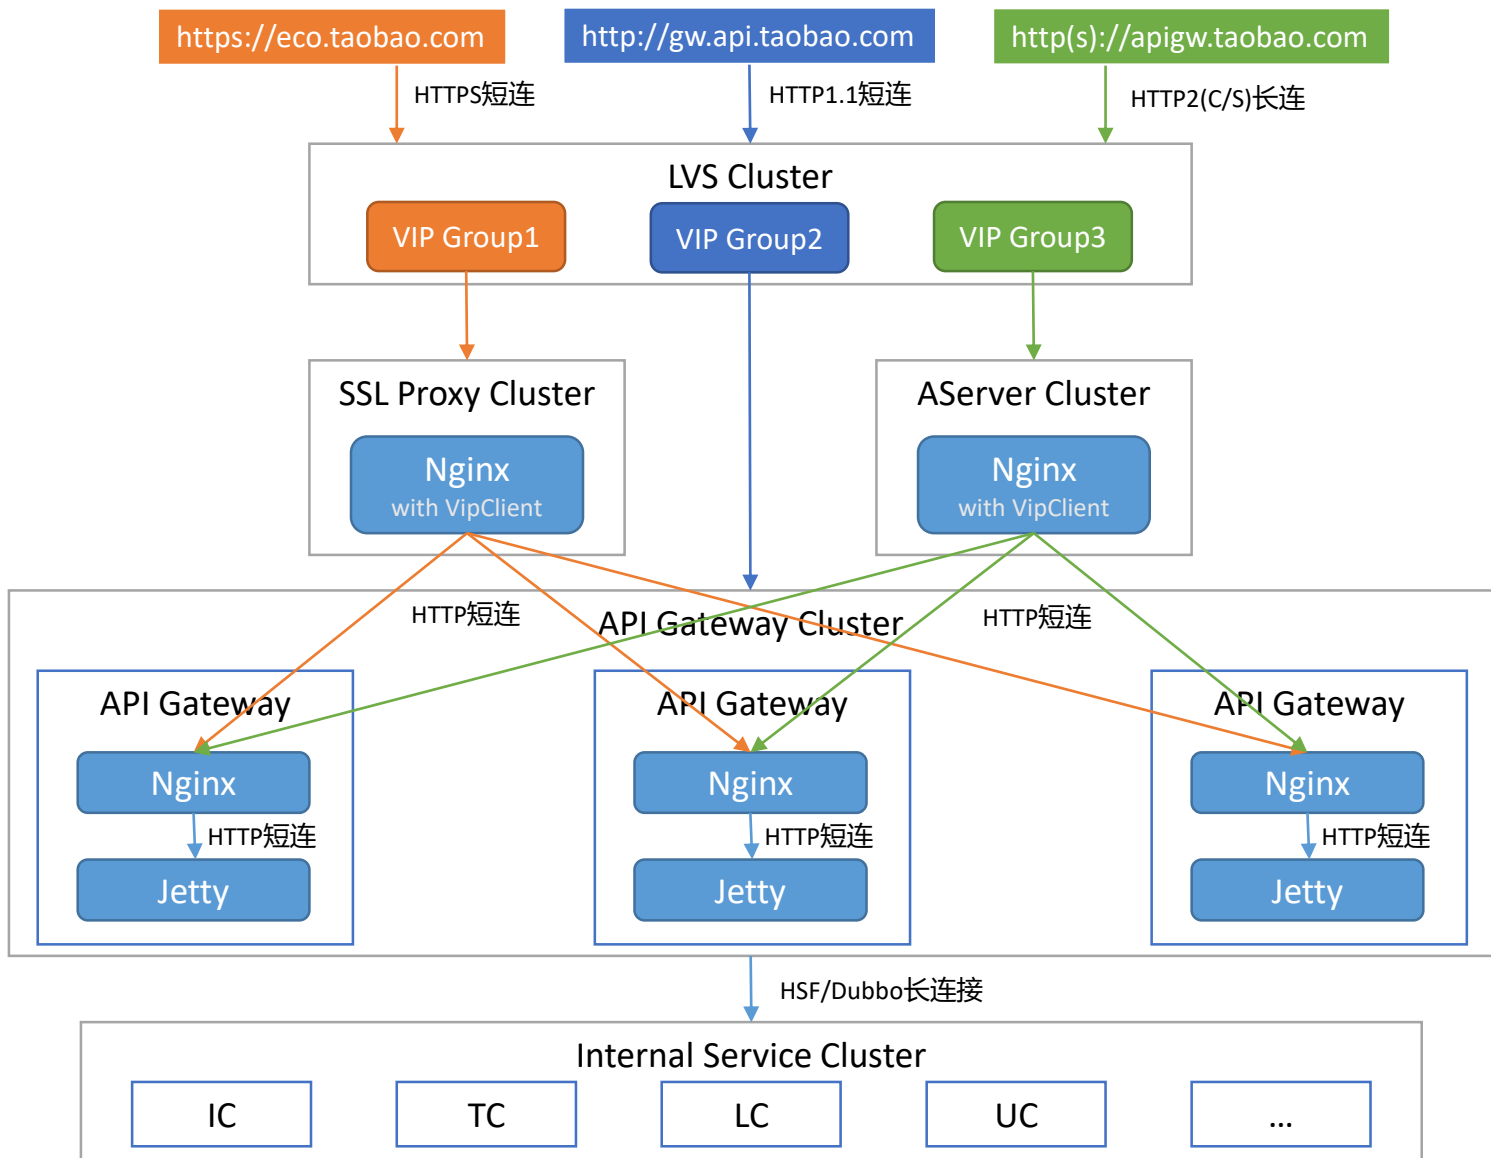 https://eco.taobao.com
http://gw.api.taobao.com
http(s)://apigw.taobao.com
HTTPS短连
HTTP1.1短连
HTTP2(C/S)长连
LVS Cluster
VIP Group1
VIP Group2
VIP Group3
SSL Proxy Cluster
AServer Cluster
Nginx
with VipClient
Nginx
with VipClient
HTTP短连
HTTP短连
API Gateway Cluster
API Gateway
API Gateway
API Gateway
Nginx
Nginx
Nginx
HTTP短连
HTTP短连
HTTP短连
Jetty
Jetty
Jetty
HSF/Dubbo长连接
Internal Service Cluster
IC
TC
LC
UC
...